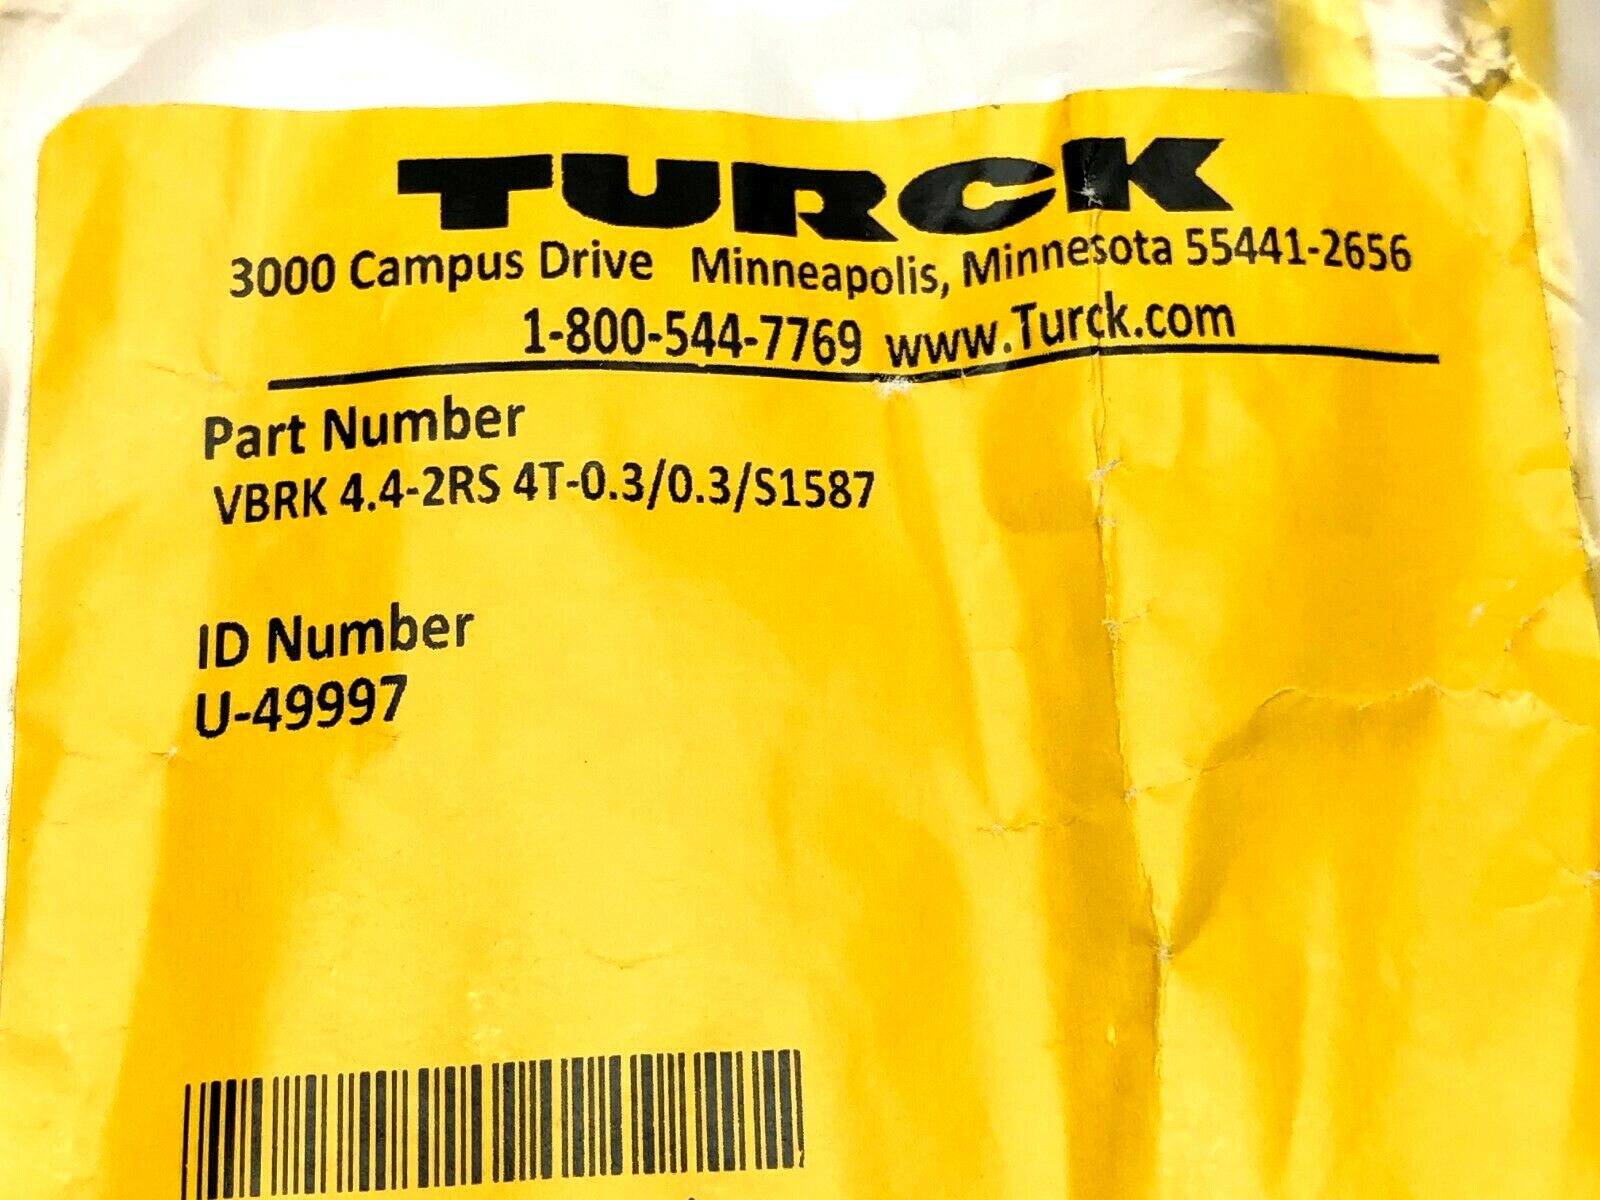 TURCK
3000 Campus Drive Minneapolis, Minnesota 55441-2656
1-800-544-7769 www.Turck.com
Part Number
VBRK 4.4-2RS 4T-0.3/0.3/S1587
ID Number
U-49997